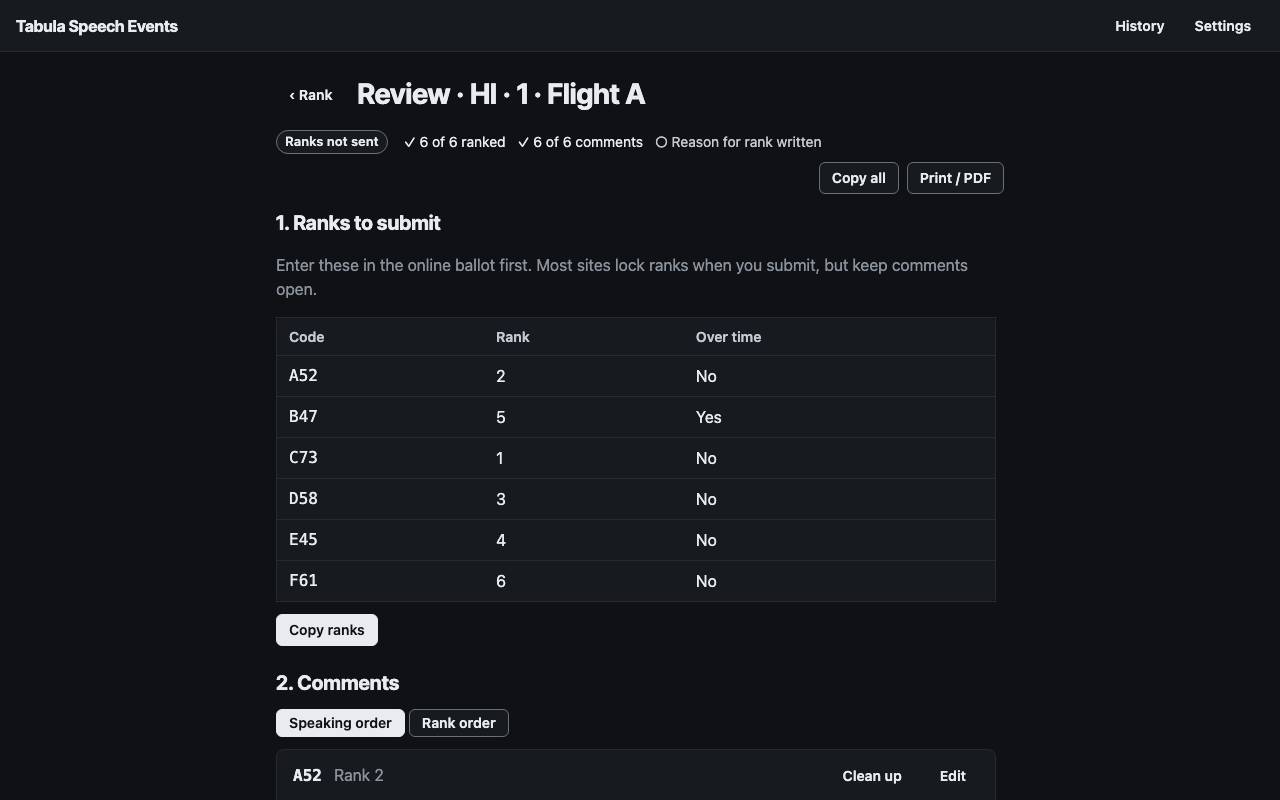 Tabula Speech Events
History
Settings
‹ Rank
Review · HI · 1 · Flight A
Ranks not sent
✓ 6 of 6 ranked
✓ 6 of 6 comments
○ Reason for rank written
Copy all
Print / PDF
1. Ranks to submit
Enter these in the online ballot first. Most sites lock ranks when you submit, but keep comments
open.
Code Rank Over time
A52 2 No
B47 5 Yes
C73 1 No
D58 3 No
E45 4 No
F61 6 No
Copy ranks
2. Comments
Speaking order
Rank order
A52 Rank 2
Clean up
Edit